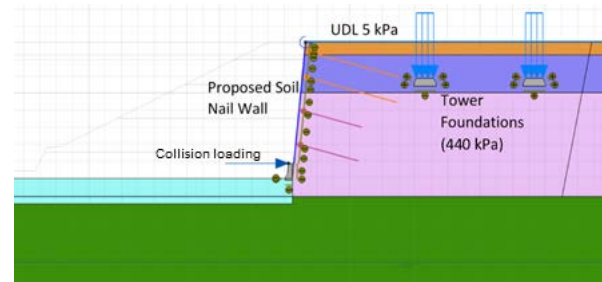 UDL 5 kPa
Proposed Soil
Nail Wall
Tower
Foundations
(440 kPa)
Collision loading